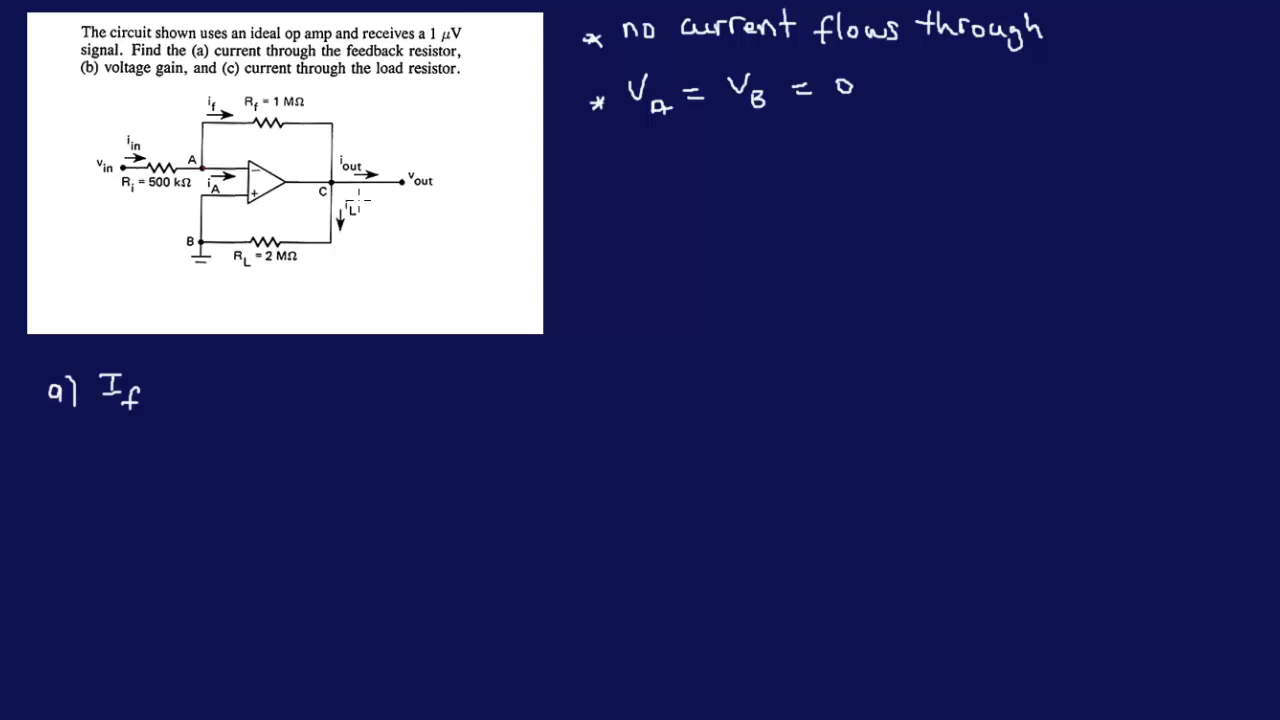 The circuit shown uses an ideal op amp and receives a 1 μV
signal. Find the (a) current through the feedback resistor,
(b) voltage gain, and (c) current through the load resistor.
i_f R_f = 1 MΩ
i_in
v_in A i_out v_out
R_i = 500 kΩ i_A − + C
i_L
B
R_L = 2 MΩ
* no current flows through
* V_A = V_B = 0
a) I_f